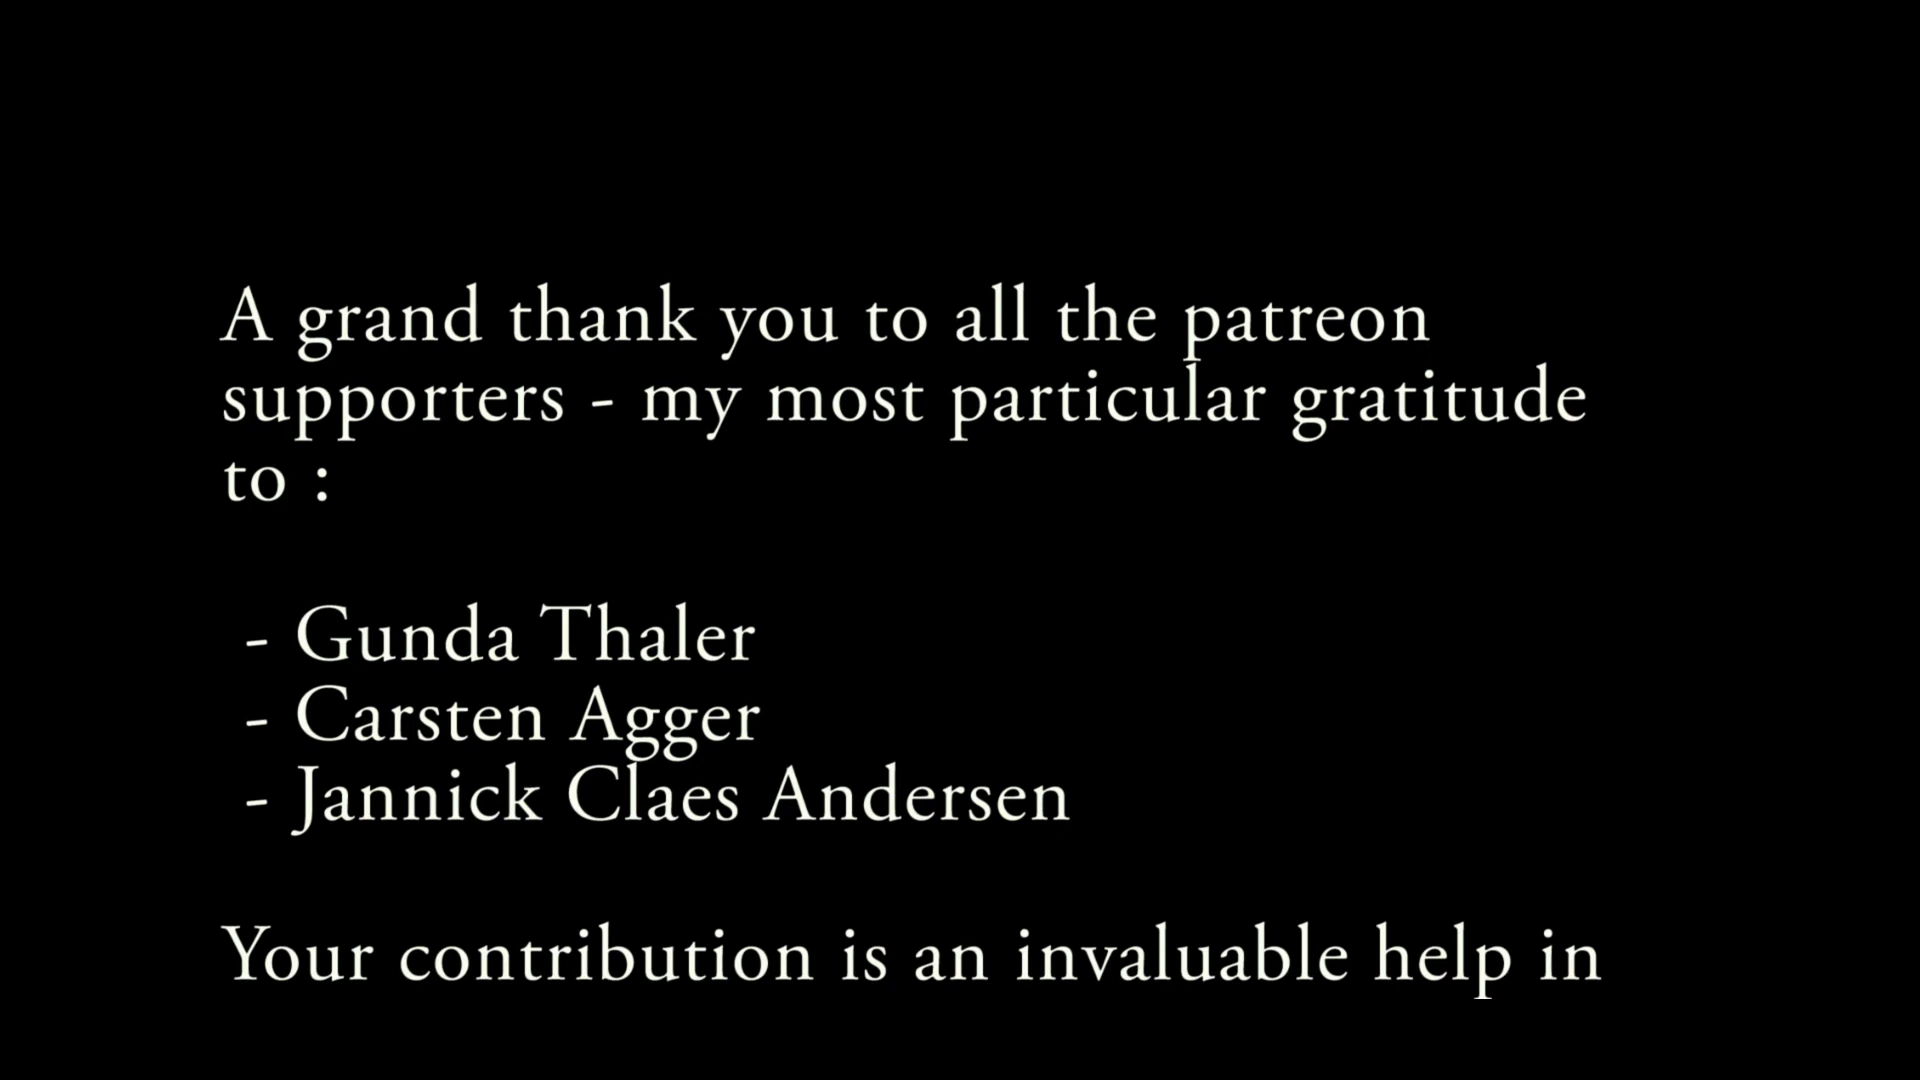 A grand thank you to all the patreon
supporters - my most particular gratitude
to :
- Gunda Thaler
- Carsten Agger
- Jannick Claes Andersen
Your contribution is an invaluable help in